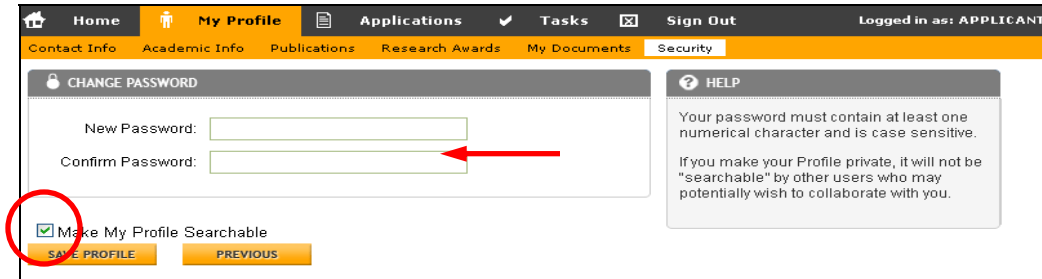 Home My Profile Applications Tasks Sign Out Logged in as: APPLICANT
Contact Info Academic Info Publications Research Awards My Documents Security
CHANGE PASSWORD
New Password:
Confirm Password:
HELP
Your password must contain at least one
numerical character and is case sensitive.
If you make your Profile private, it will not be
"searchable" by other users who may
potentially wish to collaborate with you.
Make My Profile Searchable
SAVE PROFILE PREVIOUS